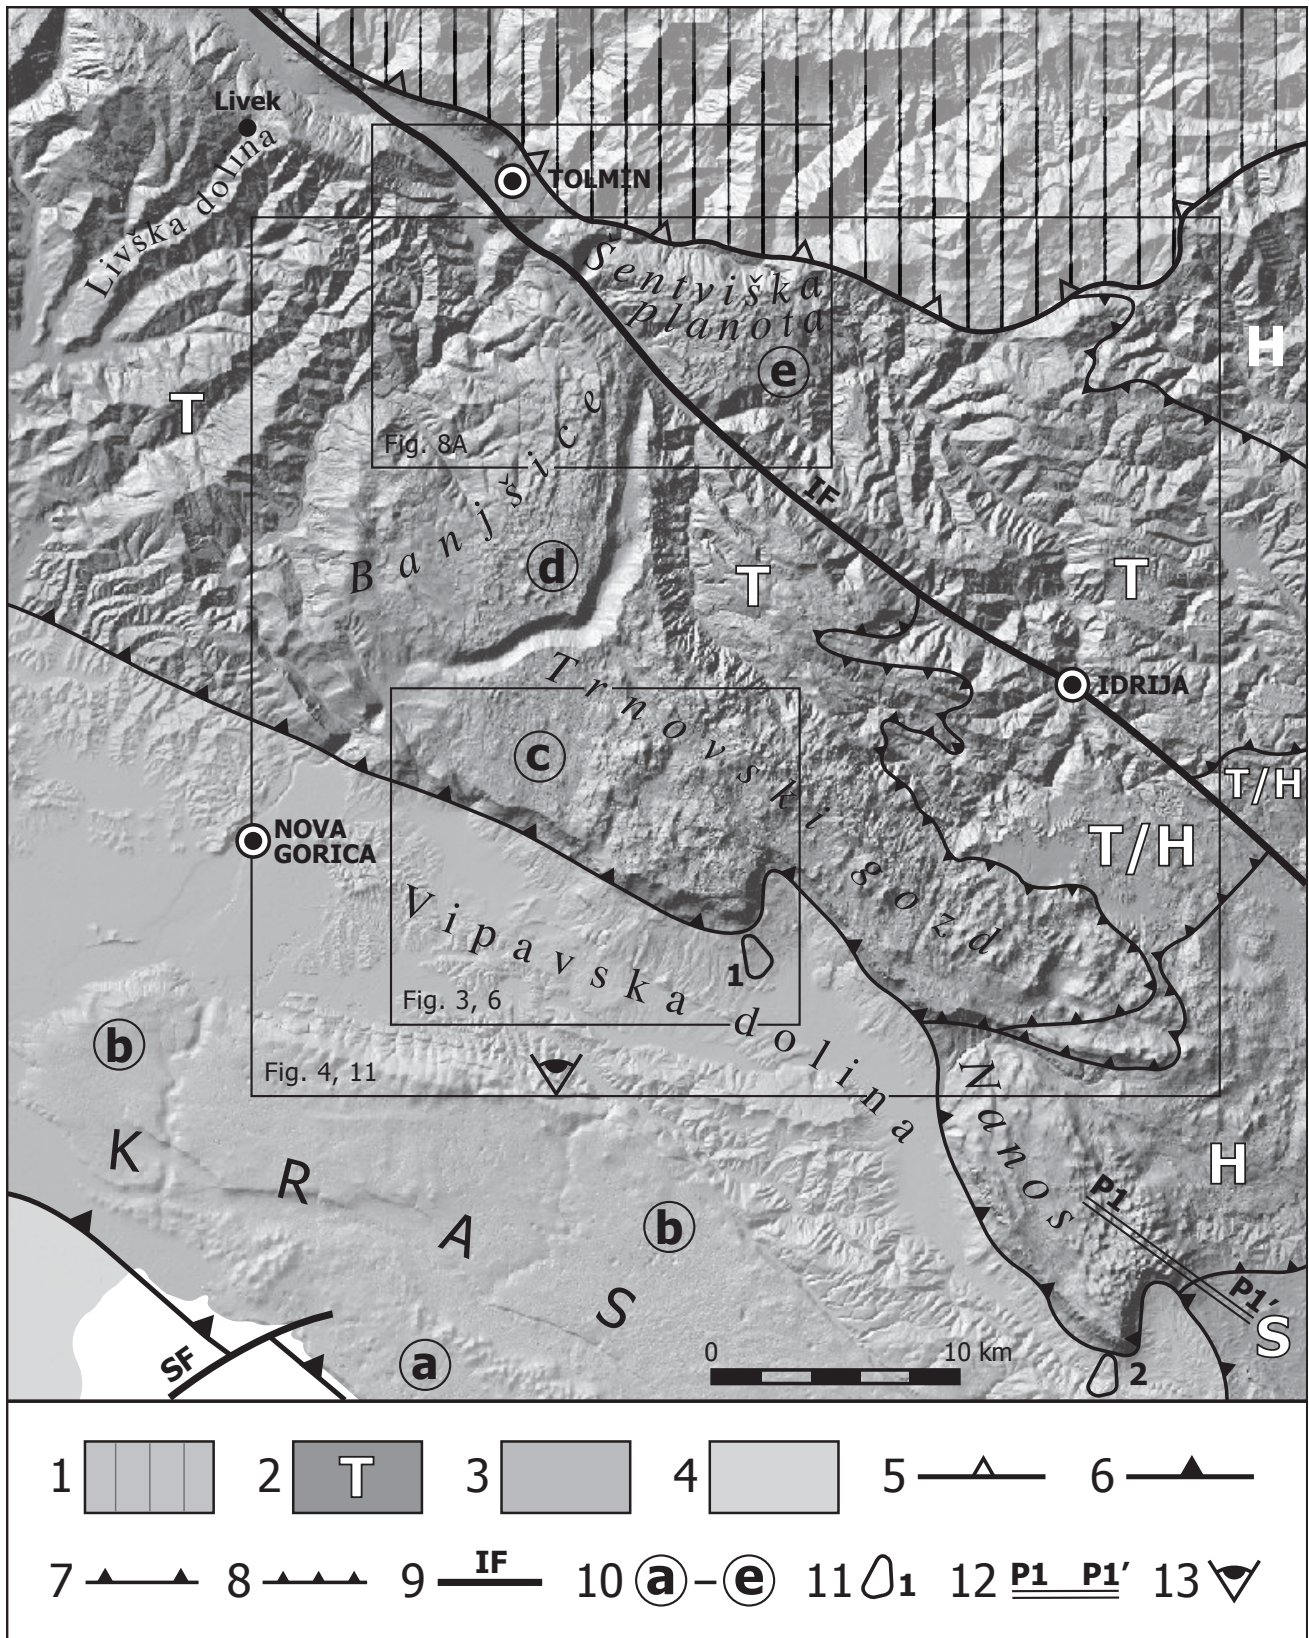 Livek
Livška dolina
TOLMIN
Šentviška
planota
e
H
T
Fig. 8A
Banjšice
IF
d
T
T
Trnovski gozd
IDRIJA
c
T/H
NOVA
GORICA
T/H
Vipavska dolina
1
Fig. 3, 6
b
Fig. 4, 11
Nanos
KRAS
H
P1
b
P1’
S
SF
a
0 10 km
2
1 2 T 3 4 5 6
7 8 9 IF 10 a – e 11 1 12 P1 P1’ 13